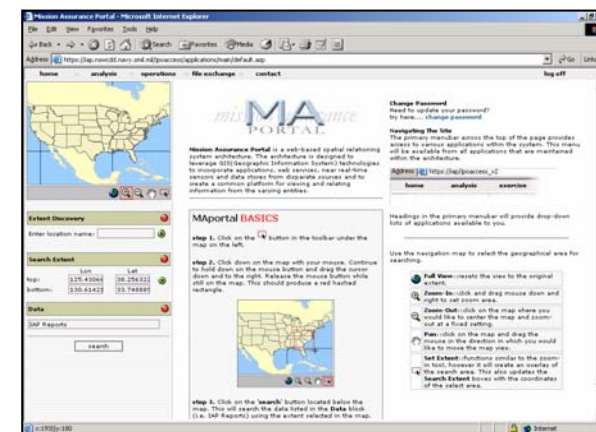 Mission Assurance Portal - Microsoft Internet Explorer
File Edit View Favorites Tools Help
Back Search Favorites Media
Address https://iap.nswcdd.navy.smil.mil/ipoaccess/applications/main/default.asp Go Links
home analysis operations file exchange contact log off
Extent Discovery
Enter location name:
Search Extent
Lon Lat
top:
bottom:
Data
IAP Reports
search
mission assurance
MA
PORTAL
Mission Assurance Portal is a web-based spatial relationing
system architecture. The architecture is designed to
leverage GIS(Geographic Information System) technologies
to incorporate applications, web services, near real-time
sensors and data stores from disparate sources and to
create a common platform for viewing and relating
information from the varying entities.
MAportal BASICS
step 1. Click on the button in the toolbar under the
map on the left.
step 2. Click down on the map with your mouse. Continue
to hold down on the mouse button and drag the cursor
down and to the right. Release the mouse button while
still on the map. This should produce a red hashed
rectangle.
step 3. Click on the 'search' button located below the
map. This will search the data listed in the Data block
(i.e. IAP Reports) using the extent selected in the map.
Change Password
Need to update your password?
try here.... change password
Navigating The Site
The primary menubar across the top of the page provides
access to various applications within the system. This menu
will be available from all applications that are maintained
within the architecture.
Address https://iap/ipoaccess_v2
home analysis exercise
Headings in the primary menubar will provide drop-down
lists of applications available to you.
Use the navigation map to select the geographical area for
searching.
Full View::resets the view to the original
extent.
Zoom-In::click and drag mouse down and
right to set zoom area.
Zoom-Out::click on the map where you
would like to center the map and zoom-
out at a fixed setting.
Pan::click on the map and drag the
mouse in the direction in which you would
like to move the map view.
Set Extent::functions similar to the zoom-
in tool, however it will create an overlay of
the search area. This also updates the
Search Extent boxes with the coordinates
of the select area.
Internet